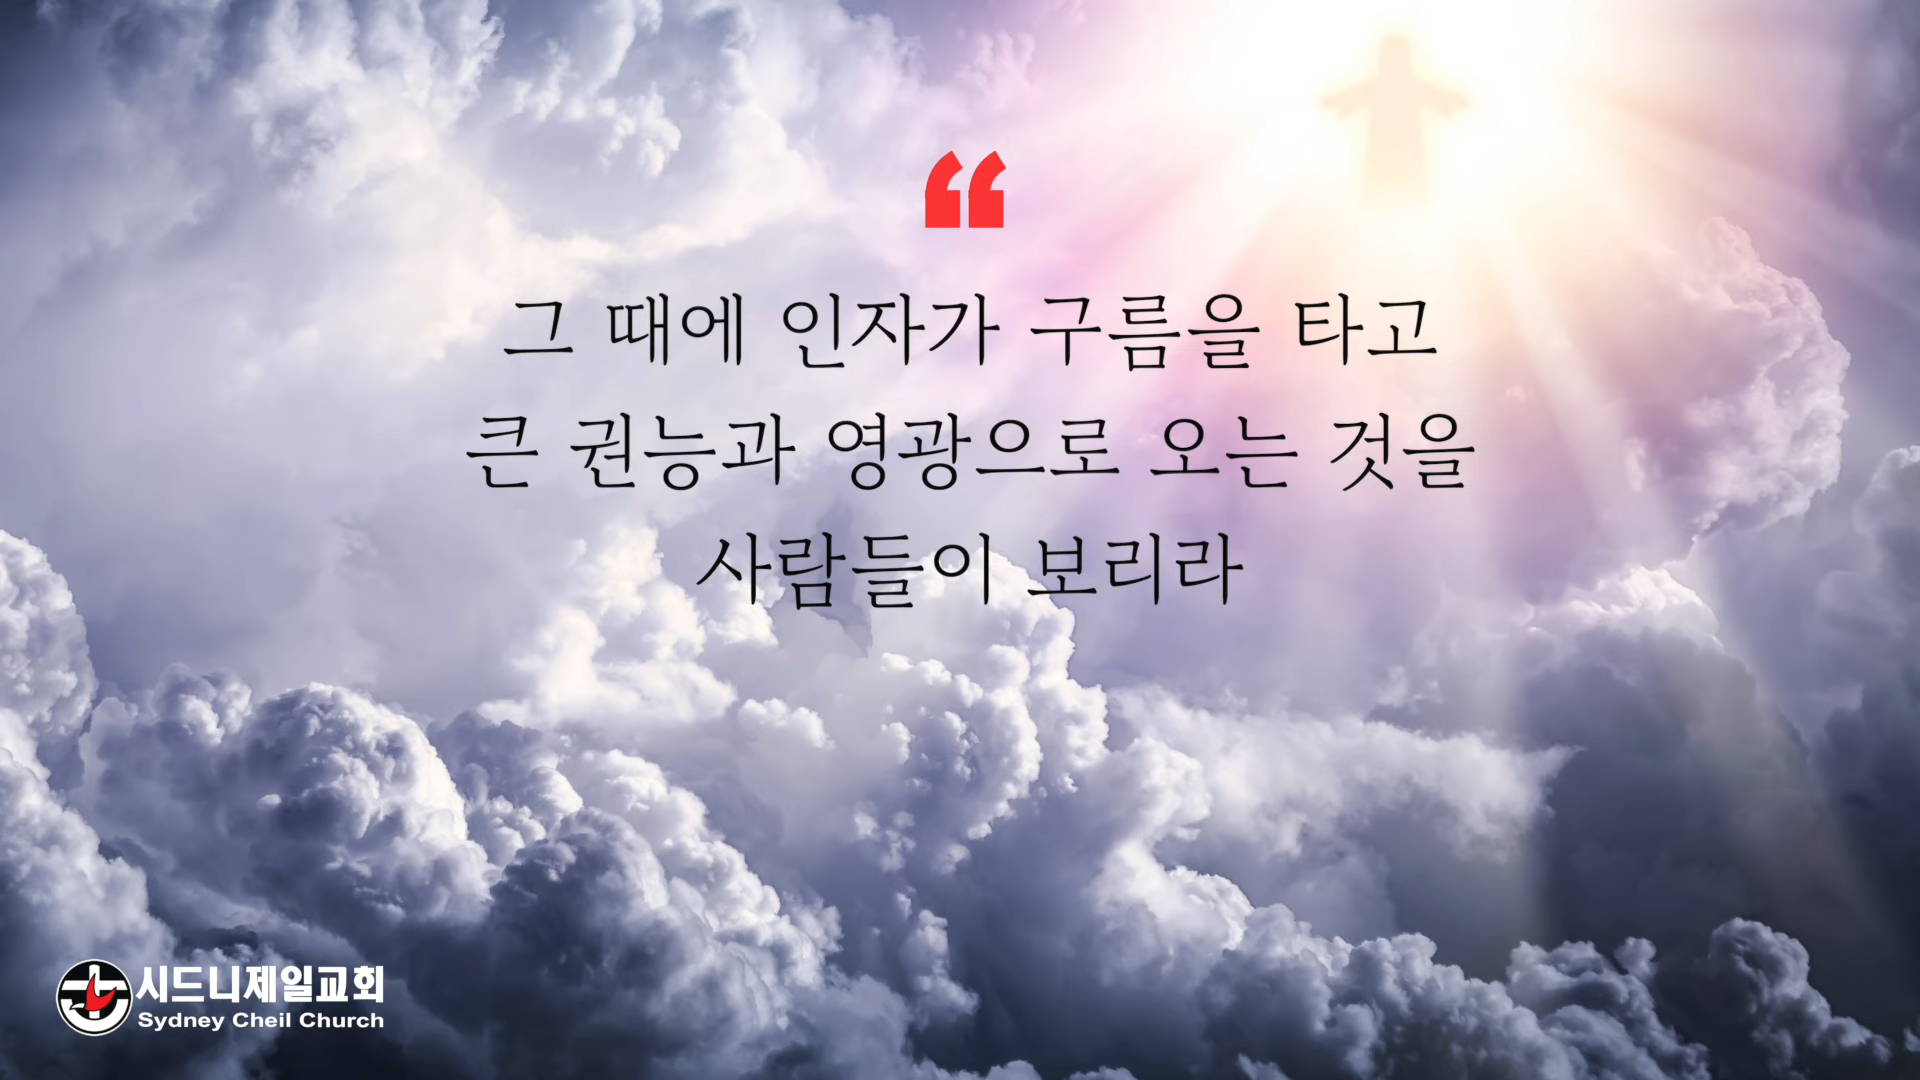 “
그 때에 인자가 구름을 타고
큰 권능과 영광으로 오는 것을
사람들이 보리라
시드니제일교회
Sydney Cheil Church